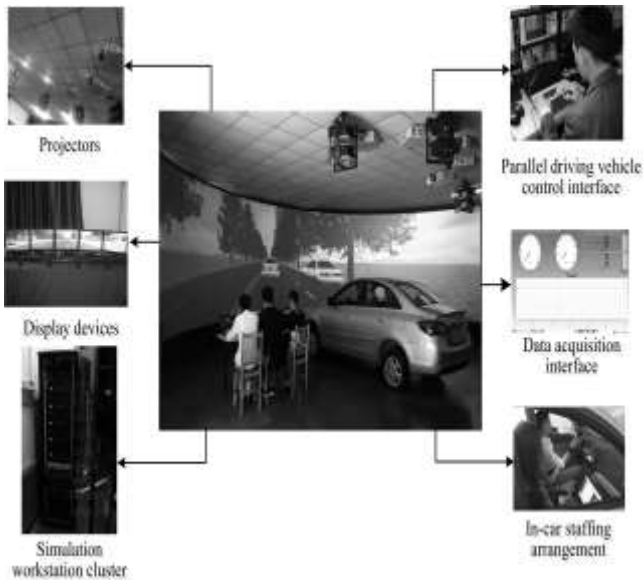 Projectors
Parallel driving vehicle
control interface
Display devices
Data acquisition
interface
Simulation
workstation cluster
In-car staffing
arrangement